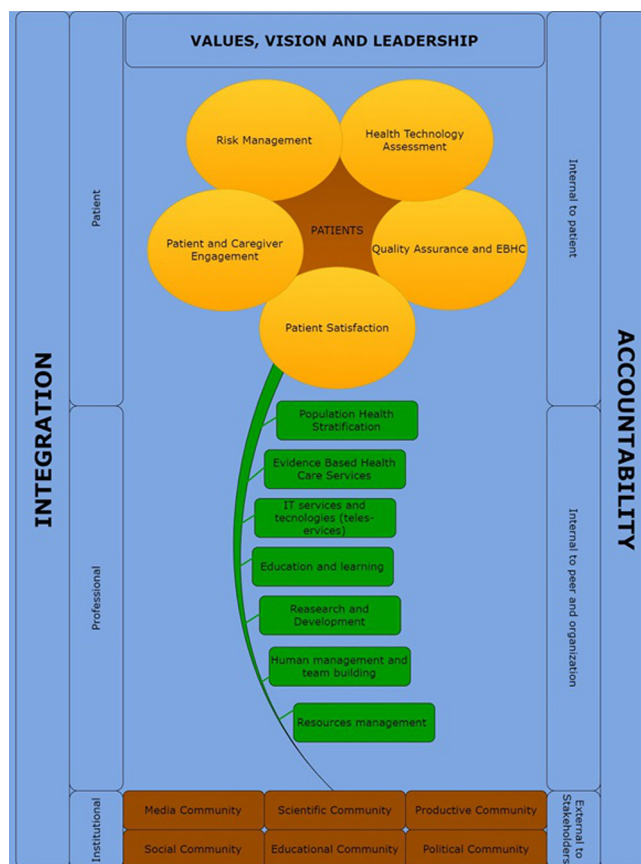 VALUES, VISION AND LEADERSHIP
INTEGRATION
Patient
Professional
Institutional
Risk Management
Health Technology
Assessment
PATIENTS
Patient and Caregiver
Engagement
Quality Assurance and EBHC
Patient Satisfaction
Population Health
Stratification
Evidence Based Health
Care Services
IT services and
tecnologies (teles-
ervices)
Education and learning
Reasearch and
Development
Human management and
team building
Resources management
Media Community
Scientific Community
Productive Community
Social Community
Educational Community
Political Community
Internal to patient
Internal to peer and organization
External to
Stakeholders
ACCOUNTABILITY